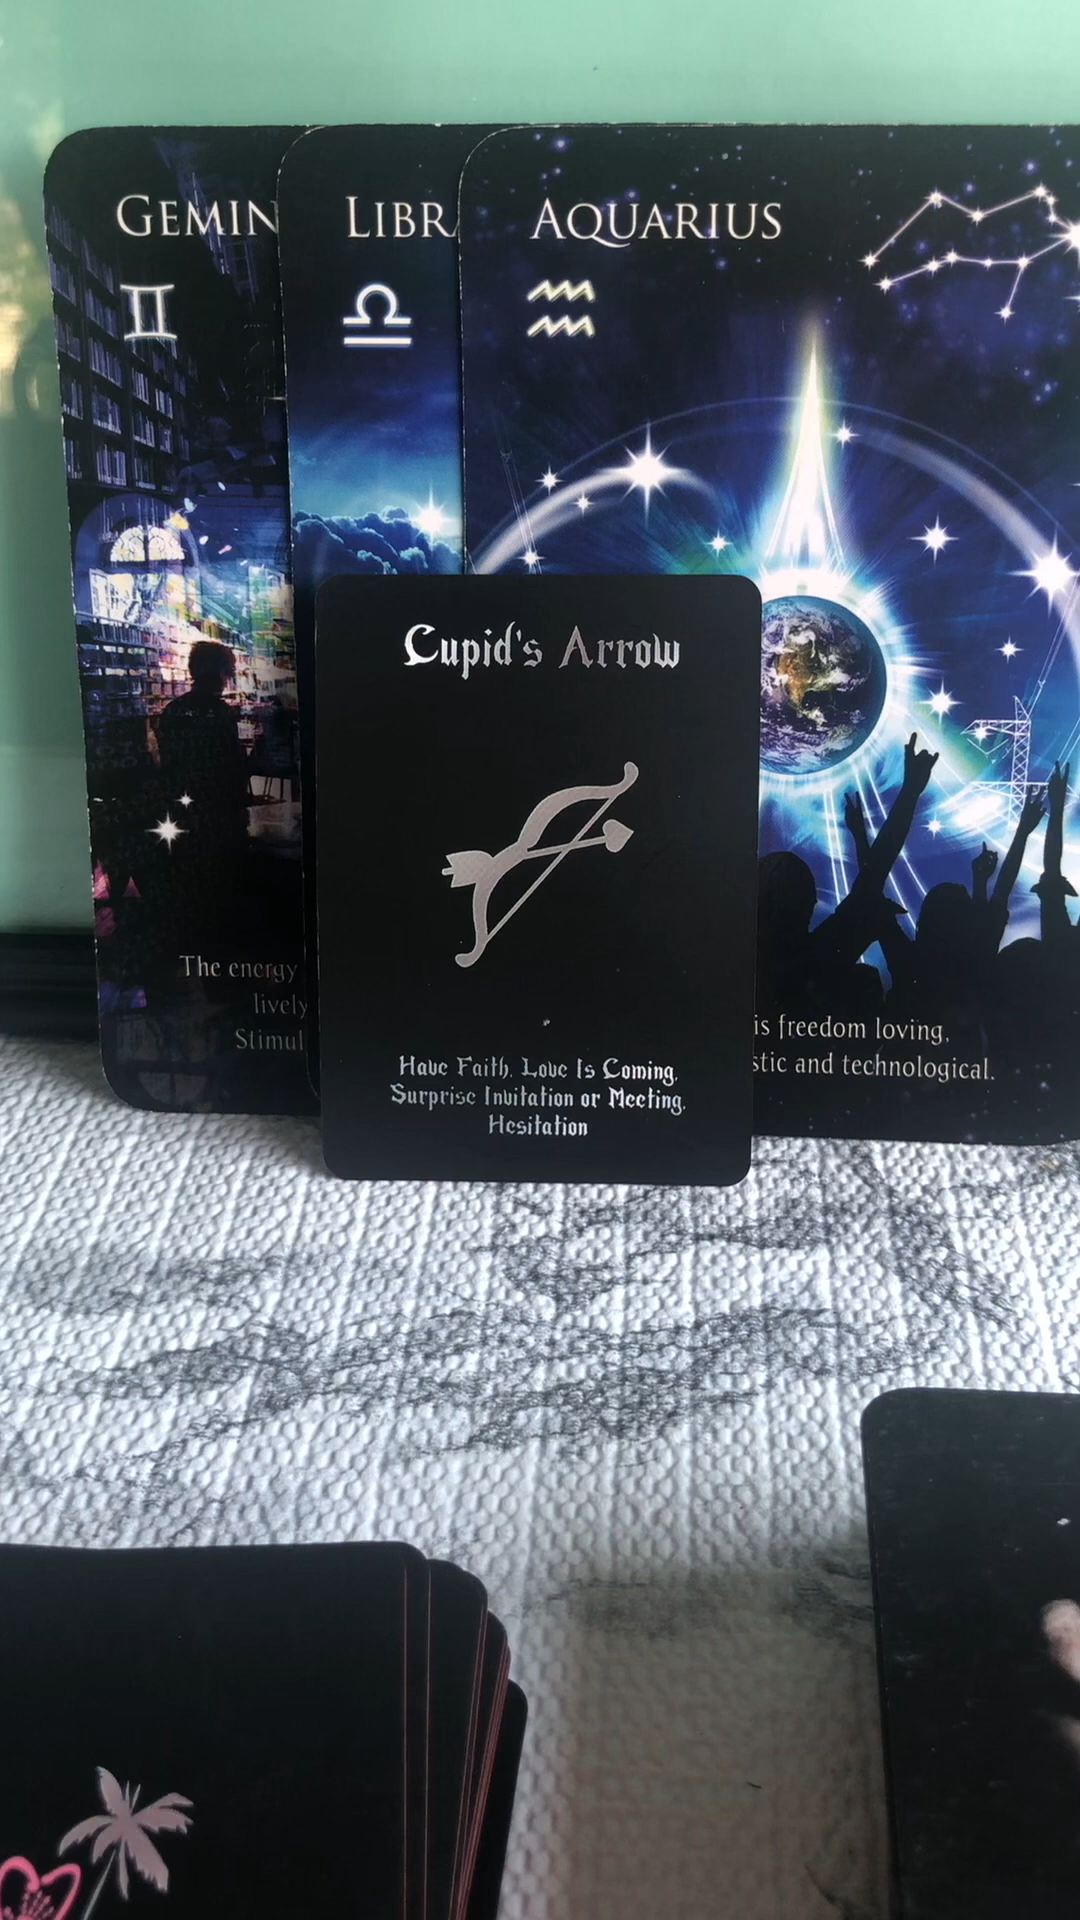 GEMIN
LIBRA
AQUARIUS
Cupid's Arrow
The energy
lively
Stimul
is freedom loving,
stic and technological.
Have Faith, Love Is Coming,
Surprise Invitation or Meeting,
Hesitation